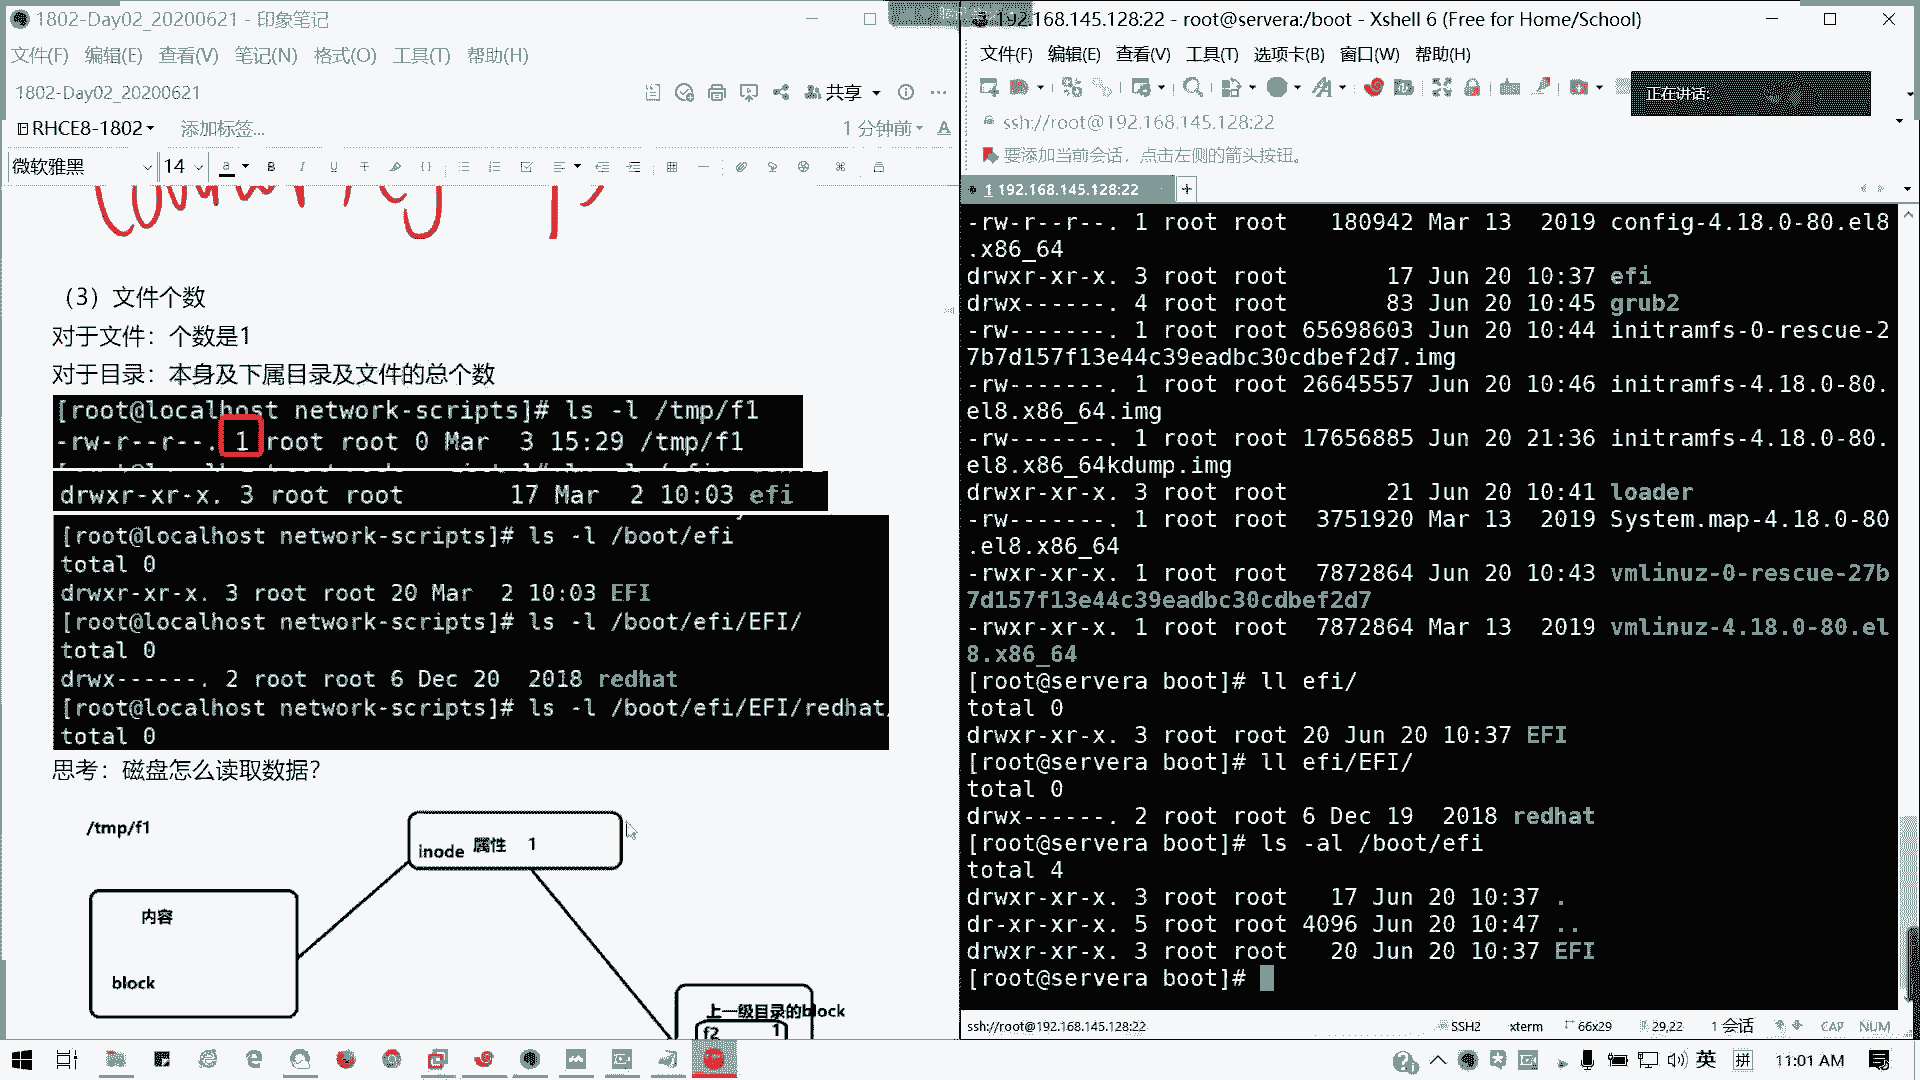 1802-Day02_20200621 - 印象笔记
文件(F) 编辑(E) 查看(V) 笔记(N) 格式(O) 工具(T) 帮助(H)
1802-Day02_20200621
共享
RHCE8-1802
添加标签...
1 分钟前
微软雅黑
14
（3）文件个数
对于文件：个数是1
对于目录：本身及下属目录及文件的总个数
[root@localhost network-scripts]# ls -l /tmp/f1
-rw-r--r--. 1 root root 0 Mar  3 15:29 /tmp/f1
drwxr-xr-x. 3 root root       17 Mar  2 10:03 efi
[root@localhost network-scripts]# ls -l /boot/efi
total 0
drwxr-xr-x. 3 root root 20 Mar  2 10:03 EFI
[root@localhost network-scripts]# ls -l /boot/efi/EFI/
total 0
drwx------. 2 root root 6 Dec 20  2018 redhat
[root@localhost network-scripts]# ls -l /boot/efi/EFI/redhat/
total 0
思考：磁盘怎么读取数据？
/tmp/f1
inode 属性 1
内容
block
上一级目录的block
f2 1
192.168.145.128:22 - root@servera:/boot - Xshell 6 (Free for Home/School)
文件(F) 编辑(E) 查看(V) 工具(T) 选项卡(B) 窗口(W) 帮助(H)
正在讲话:
ssh://root@192.168.145.128:22
要添加当前会话，点击左侧的箭头按钮。
1 192.168.145.128:22
-rw-r--r--. 1 root root   180942 Mar 13  2019 config-4.18.0-80.el8
.x86_64
drwxr-xr-x. 3 root root       17 Jun 20 10:37 efi
drwx------. 4 root root       83 Jun 20 10:45 grub2
-rw-------. 1 root root 65698603 Jun 20 10:44 initramfs-0-rescue-2
7b7d157f13e44c39eadbc30cdbef2d7.img
-rw-------. 1 root root 26645557 Jun 20 10:46 initramfs-4.18.0-80.
el8.x86_64.img
-rw-------. 1 root root 17656885 Jun 20 21:36 initramfs-4.18.0-80.
el8.x86_64kdump.img
drwxr-xr-x. 3 root root       21 Jun 20 10:41 loader
-rw-------. 1 root root  3751920 Mar 13  2019 System.map-4.18.0-80
.el8.x86_64
-rwxr-xr-x. 1 root root  7872864 Jun 20 10:43 vmlinuz-0-rescue-27b
7d157f13e44c39eadbc30cdbef2d7
-rwxr-xr-x. 1 root root  7872864 Mar 13  2019 vmlinuz-4.18.0-80.el
8.x86_64
[root@servera boot]# ll efi/
total 0
drwxr-xr-x. 3 root root 20 Jun 20 10:37 EFI
[root@servera boot]# ll efi/EFI/
total 0
drwx------. 2 root root 6 Dec 19  2018 redhat
[root@servera boot]# ls -al /boot/efi
total 4
drwxr-xr-x. 3 root root   17 Jun 20 10:37 .
dr-xr-xr-x. 5 root root 4096 Jun 20 10:47 ..
drwxr-xr-x. 3 root root   20 Jun 20 10:37 EFI
[root@servera boot]#
ssh://root@192.168.145.128:22
SSH2 xterm 66x29 29,22 1 会话 CAP NUM
英 拼 11:01 AM